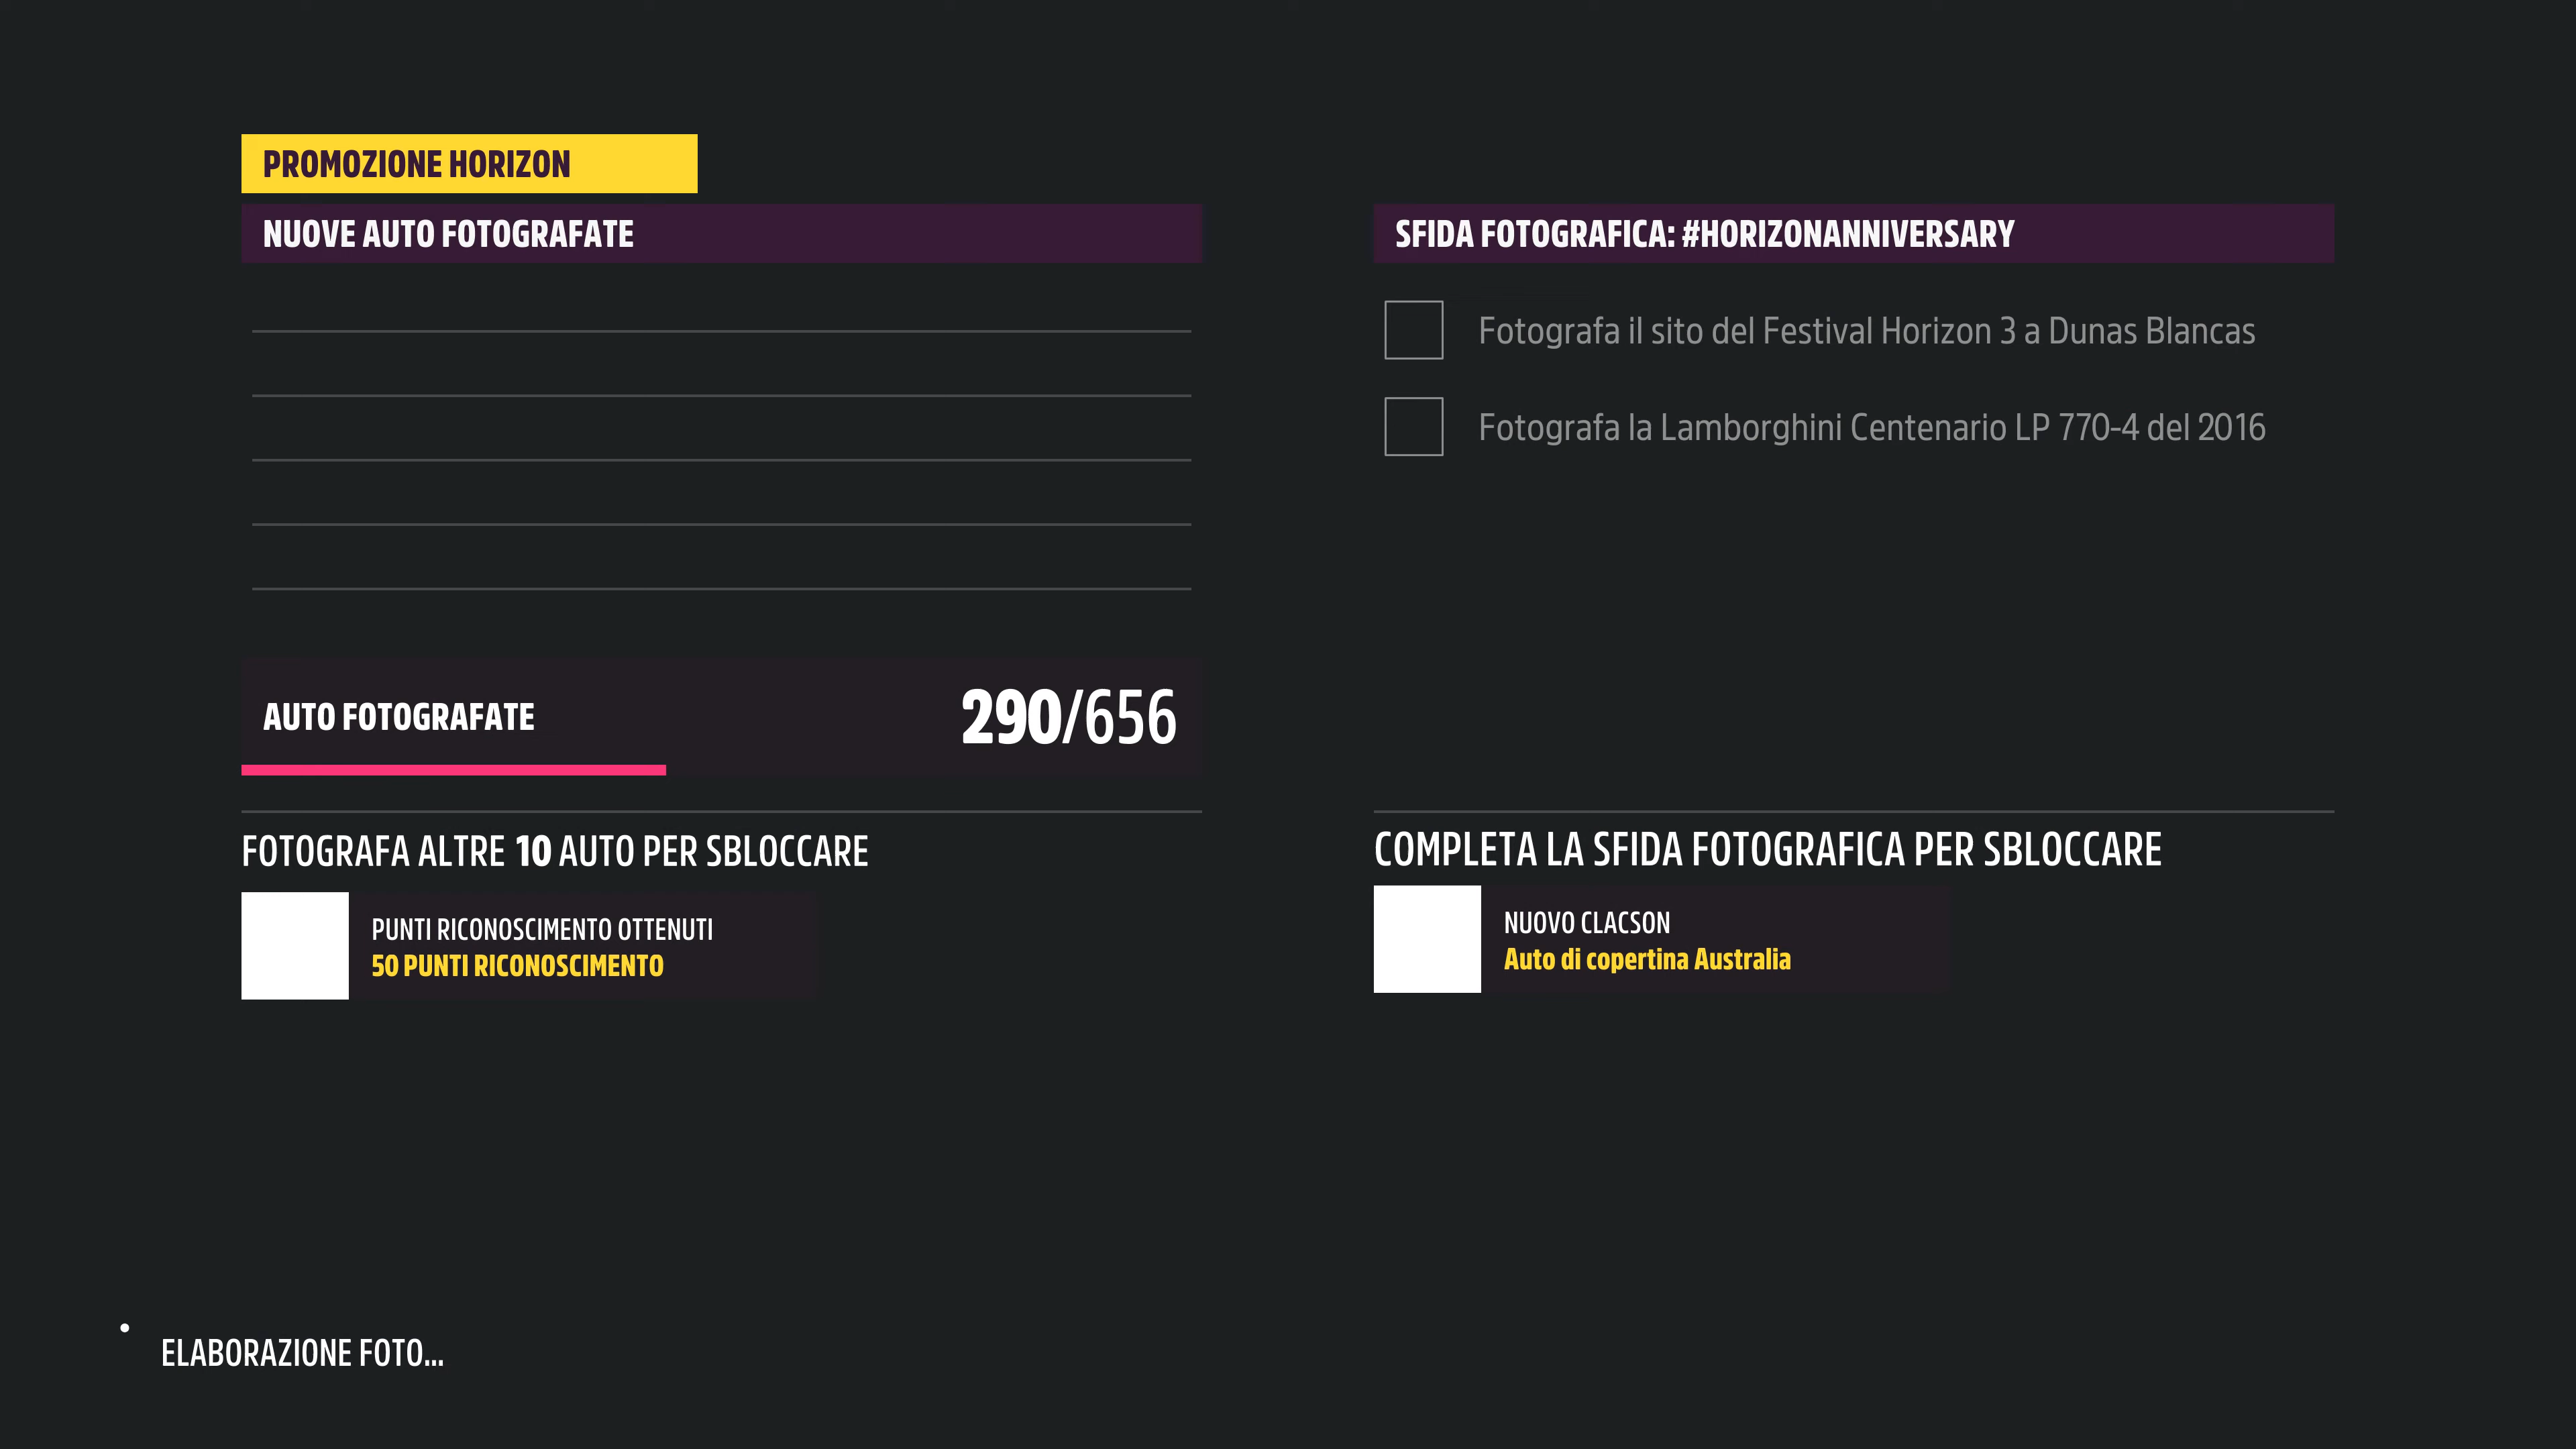 PROMOZIONE HORIZON
NUOVE AUTO FOTOGRAFATE
AUTO FOTOGRAFATE
290/656
FOTOGRAFA ALTRE 10 AUTO PER SBLOCCARE
PUNTI RICONOSCIMENTO OTTENUTI
50 PUNTI RICONOSCIMENTO
SFIDA FOTOGRAFICA: #HORIZONANNIVERSARY
Fotografa il sito del Festival Horizon 3 a Dunas Blancas
Fotografa la Lamborghini Centenario LP 770-4 del 2016
COMPLETA LA SFIDA FOTOGRAFICA PER SBLOCCARE
NUOVO CLACSON
Auto di copertina Australia
ELABORAZIONE FOTO...